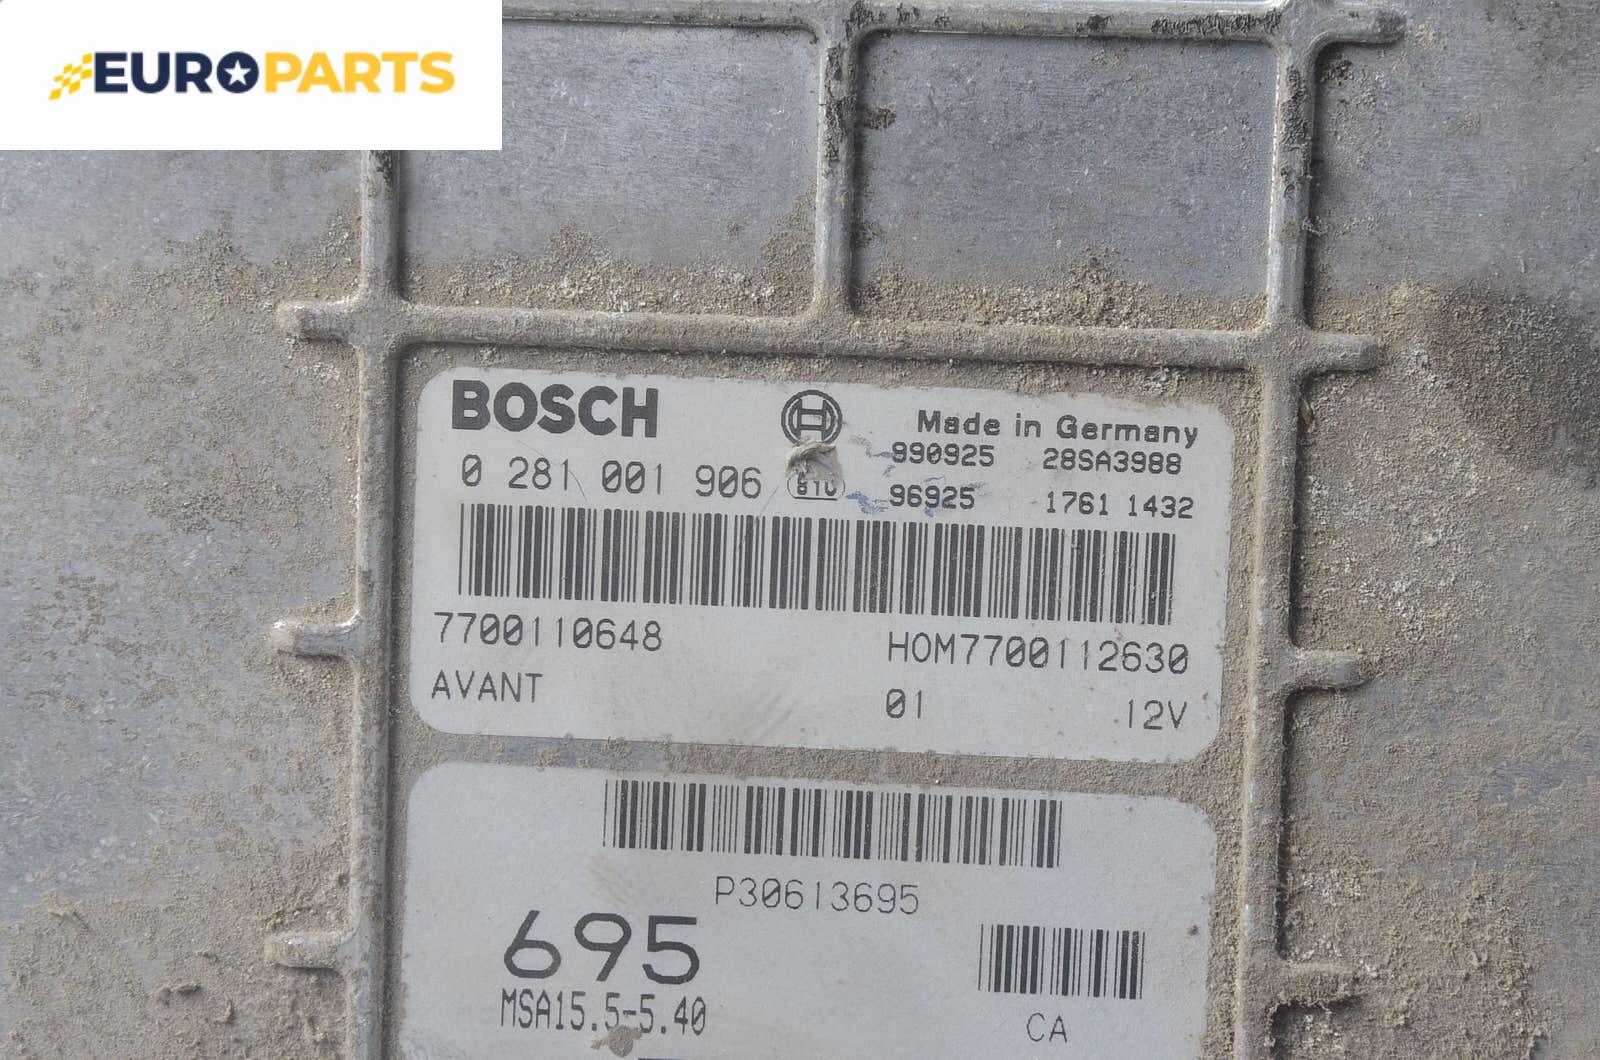 EUROPARTS
BOSCH
Made in Germany
990925 28SA3988
0 281 001 906
96925 1761 1432
7700110648 HOM7700112630
AVANT 01 12V
P30613695
695
MSA15.5-5.40
CA